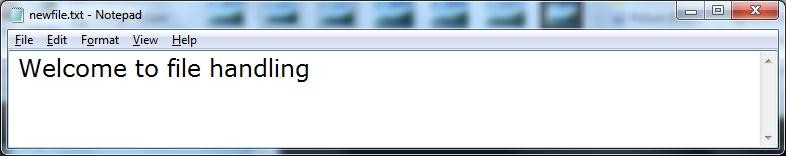 newfile.txt - Notepad
File Edit Format View Help
Welcome to file handling